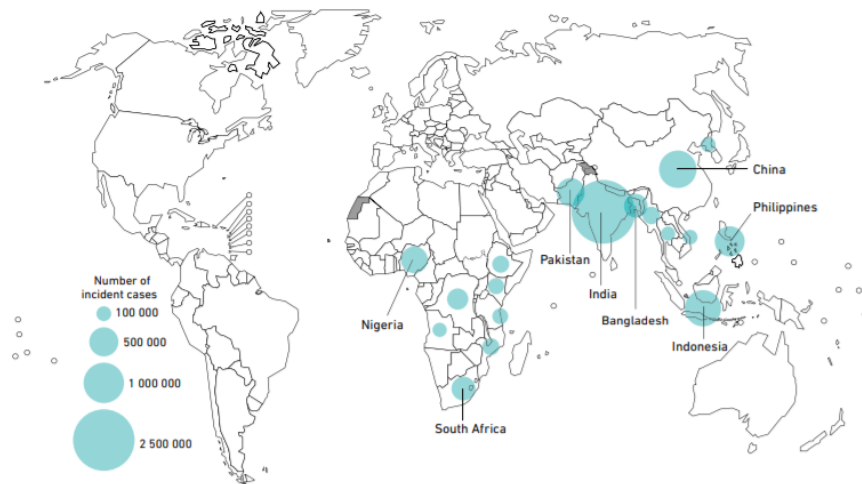 China
Philippines
Pakistan
India
Number of
incident cases
100 000
Bangladesh
Nigeria
500 000
Indonesia
1 000 000
South Africa
2 500 000